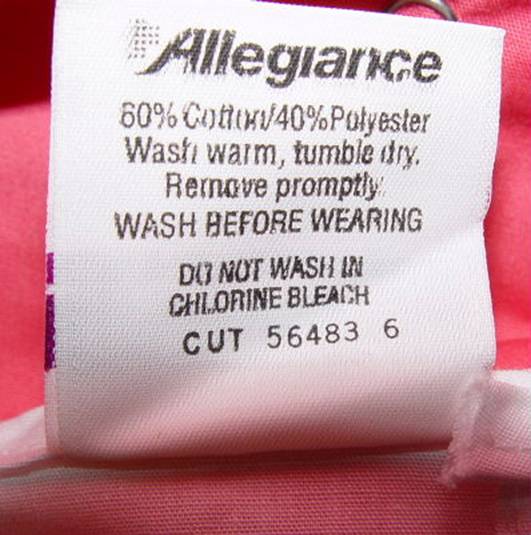 Allegiance
60% Cotton/40% Polyester
Wash warm, tumble dry.
Remove promptly.
WASH BEFORE WEARING
DO NOT WASH IN
CHLORINE BLEACH
CUT 56483 6